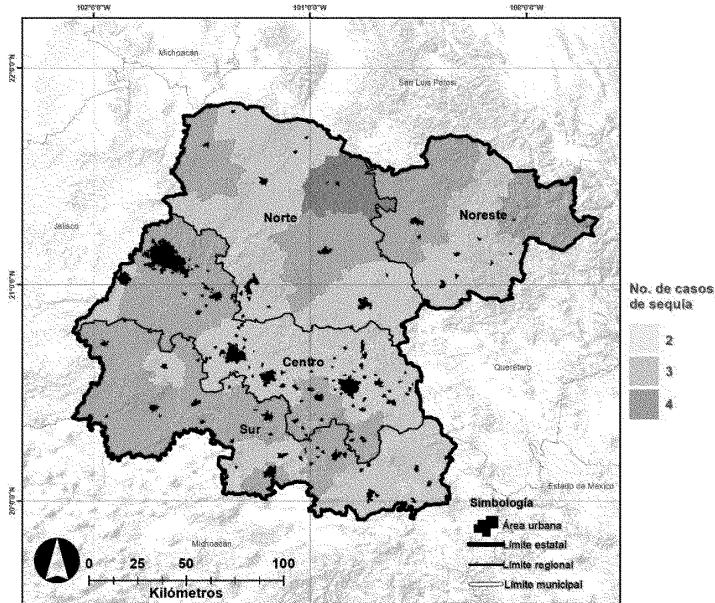 102°0'0"W 101°0'0"W 100°0'0"W
22°0'0"N
21°0'0"N
20°0'0"N
Michoacán
San Luis Potosí
Jalisco
Norte
Noreste
Centro
Querétaro
Sur
Estado de México
Michoacán
No. de casos
de sequía
2
3
4
Simbología
Área urbana
Límite estatal
Límite regional
Límite municipal
0 25 50 100
Kilómetros